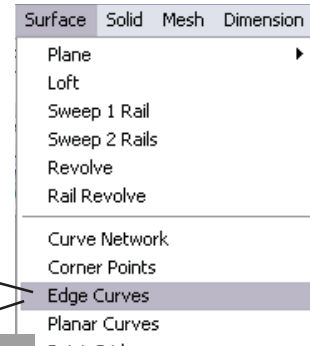 Surface Solid Mesh Dimension
Plane
Loft
Sweep 1 Rail
Sweep 2 Rails
Revolve
Rail Revolve
Curve Network
Corner Points
Edge Curves
Planar Curves